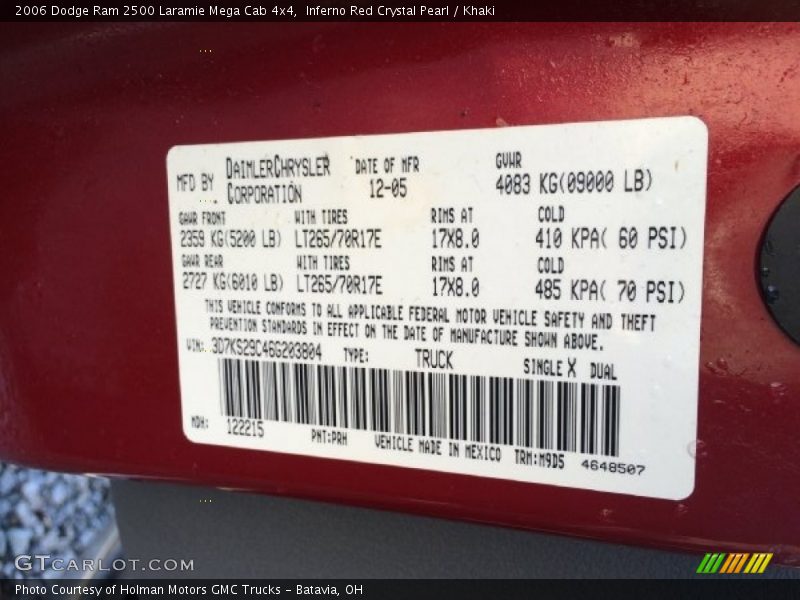 2006 Dodge Ram 2500 Laramie Mega Cab 4x4,  Inferno Red Crystal Pearl / Khaki
MFD BY DAIMLERCHRYSLER CORPORATION
DATE OF MFR 12-05
GVWR 4083 KG(09000 LB)
GAWR FRONT WITH TIRES RIMS AT COLD
2359 KG(5200 LB) LT265/70R17E 17X8.0 410 KPA( 60 PSI)
GAWR REAR WITH TIRES RIMS AT COLD
2727 KG(6010 LB) LT265/70R17E 17X8.0 485 KPA( 70 PSI)
THIS VEHICLE CONFORMS TO ALL APPLICABLE FEDERAL MOTOR VEHICLE SAFETY AND THEFT
PREVENTION STANDARDS IN EFFECT ON THE DATE OF MANUFACTURE SHOWN ABOVE.
VIN: 3D7KS29C46G203804 TYPE: TRUCK SINGLE X DUAL
MDH: 122215 PNT:PRH VEHICLE MADE IN MEXICO TRM:M9D5 4648507
GTCARLOT.COM
Photo Courtesy of Holman Motors GMC Trucks - Batavia, OH